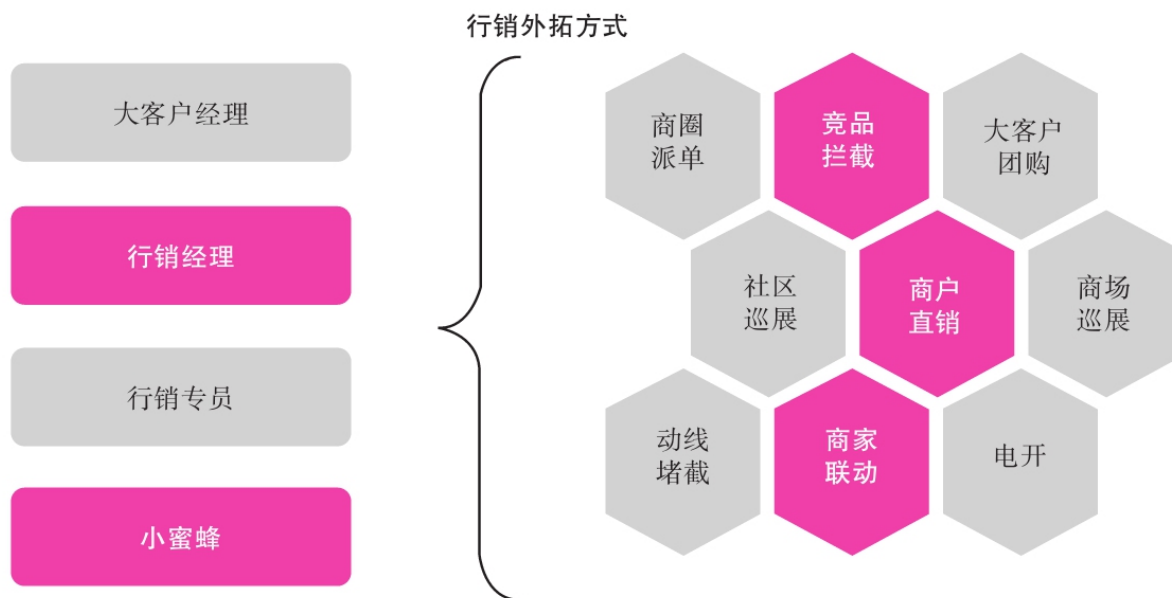 行销外拓方式
大客户经理
行销经理
行销专员
小蜜蜂
商圈
派单
竞品
拦截
大客户
团购
社区
巡展
商户
直销
商场
巡展
动线
堵截
商家
联动
电开